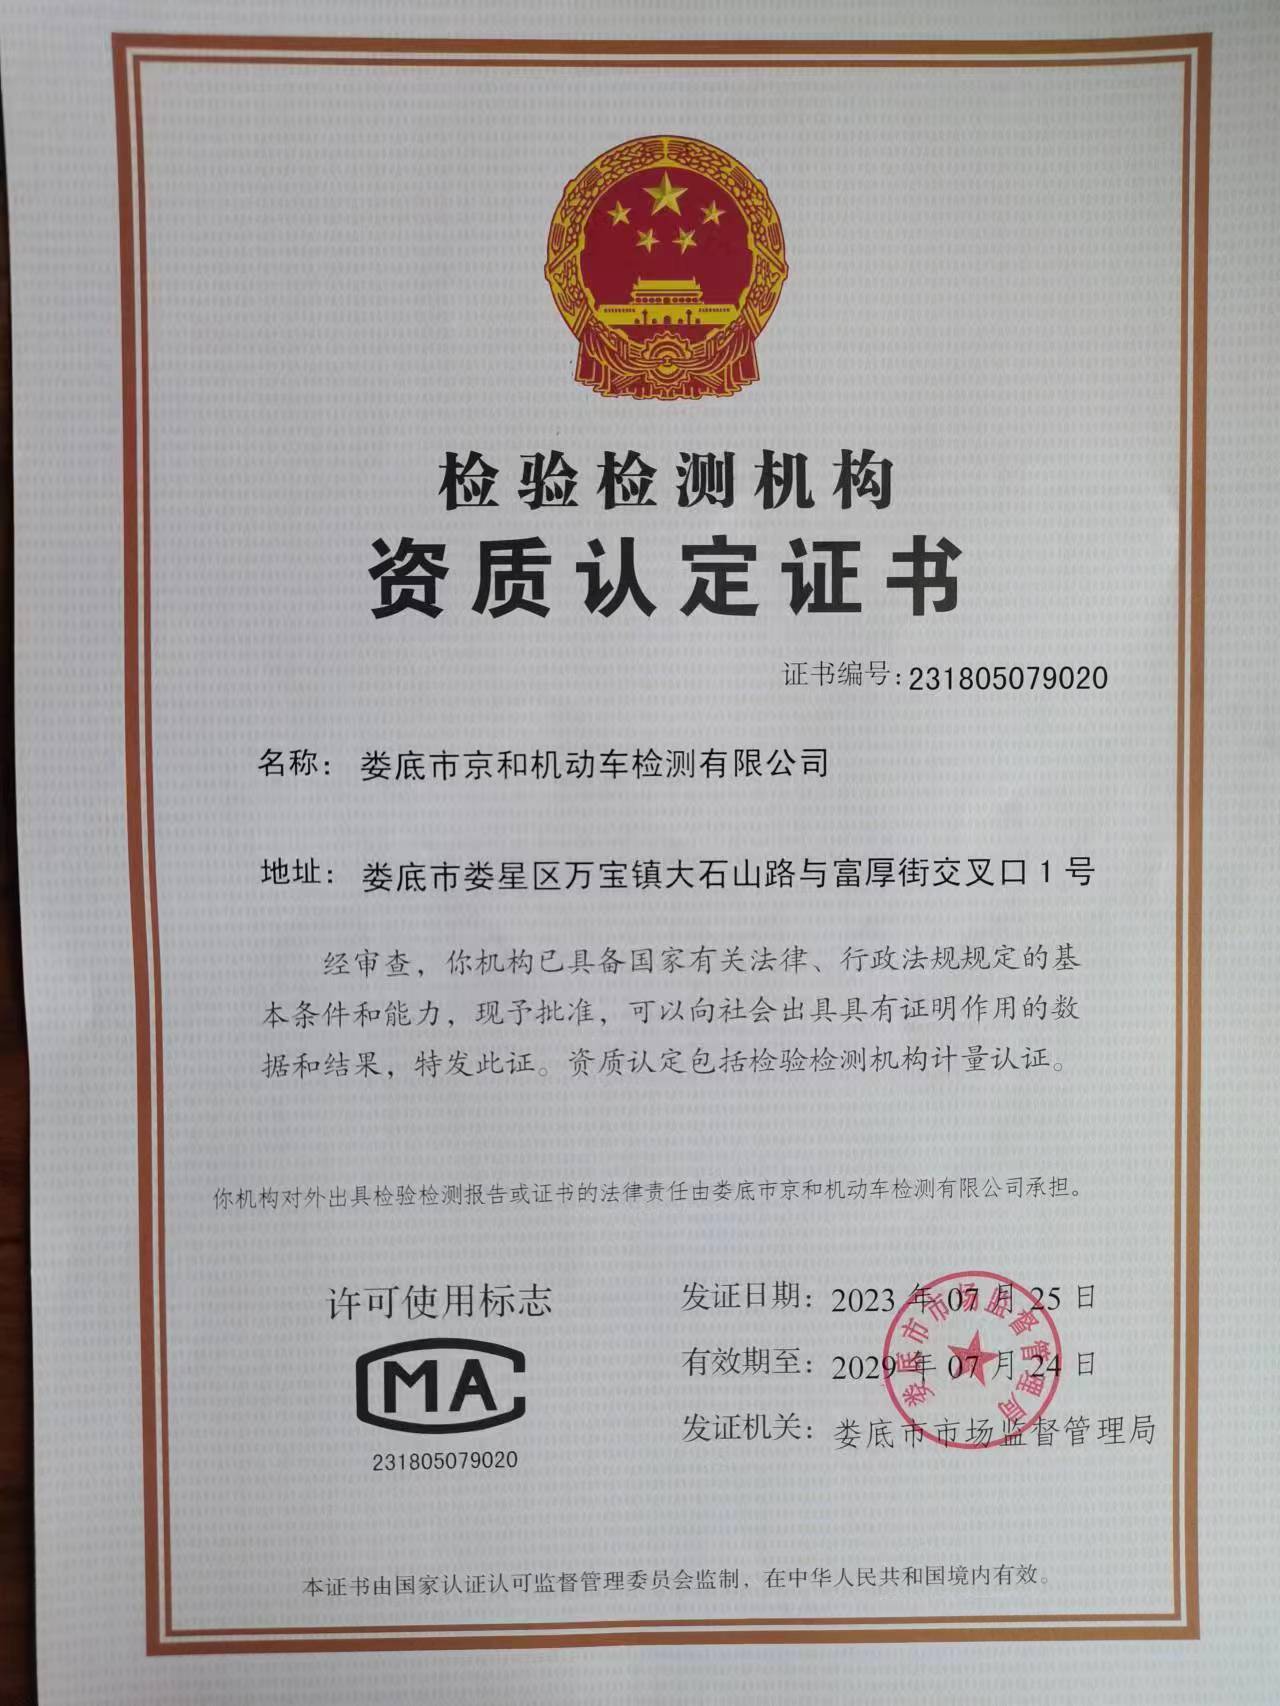 检验检测机构
资质认定证书
证书编号:231805079020
名称: 娄底市京和机动车检测有限公司
地址: 娄底市娄星区万宝镇大石山路与富厚街交叉口1号
经审查，你机构已具备国家有关法律、行政法规规定的基
本条件和能力，现予批准，可以向社会出具具有证明作用的数
据和结果，特发此证。资质认定包括检验检测机构计量认证。
你机构对外出具检验检测报告或证书的法律责任由娄底市京和机动车检测有限公司承担。
许可使用标志
MA
231805079020
发证日期: 2023年07月25日
有效期至: 2029年07月24日
发证机关: 娄底市市场监督管理局
娄底市市场监督管理局
本证书由国家认证认可监督管理委员会监制，在中华人民共和国境内有效。